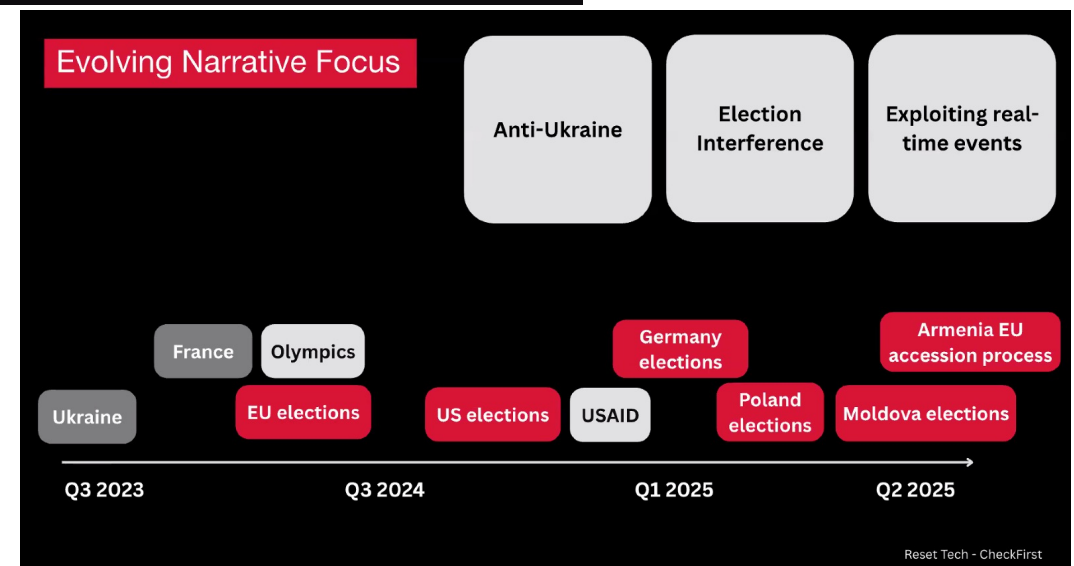 Evolving Narrative Focus
Anti-Ukraine
Election
Interference
Exploiting real-
time events
France
Olympics
Germany
elections
Armenia EU
accession process
Ukraine
EU elections
US elections
USAID
Poland
elections
Moldova elections
Q3 2023
Q3 2024
Q1 2025
Q2 2025
Reset Tech - CheckFirst